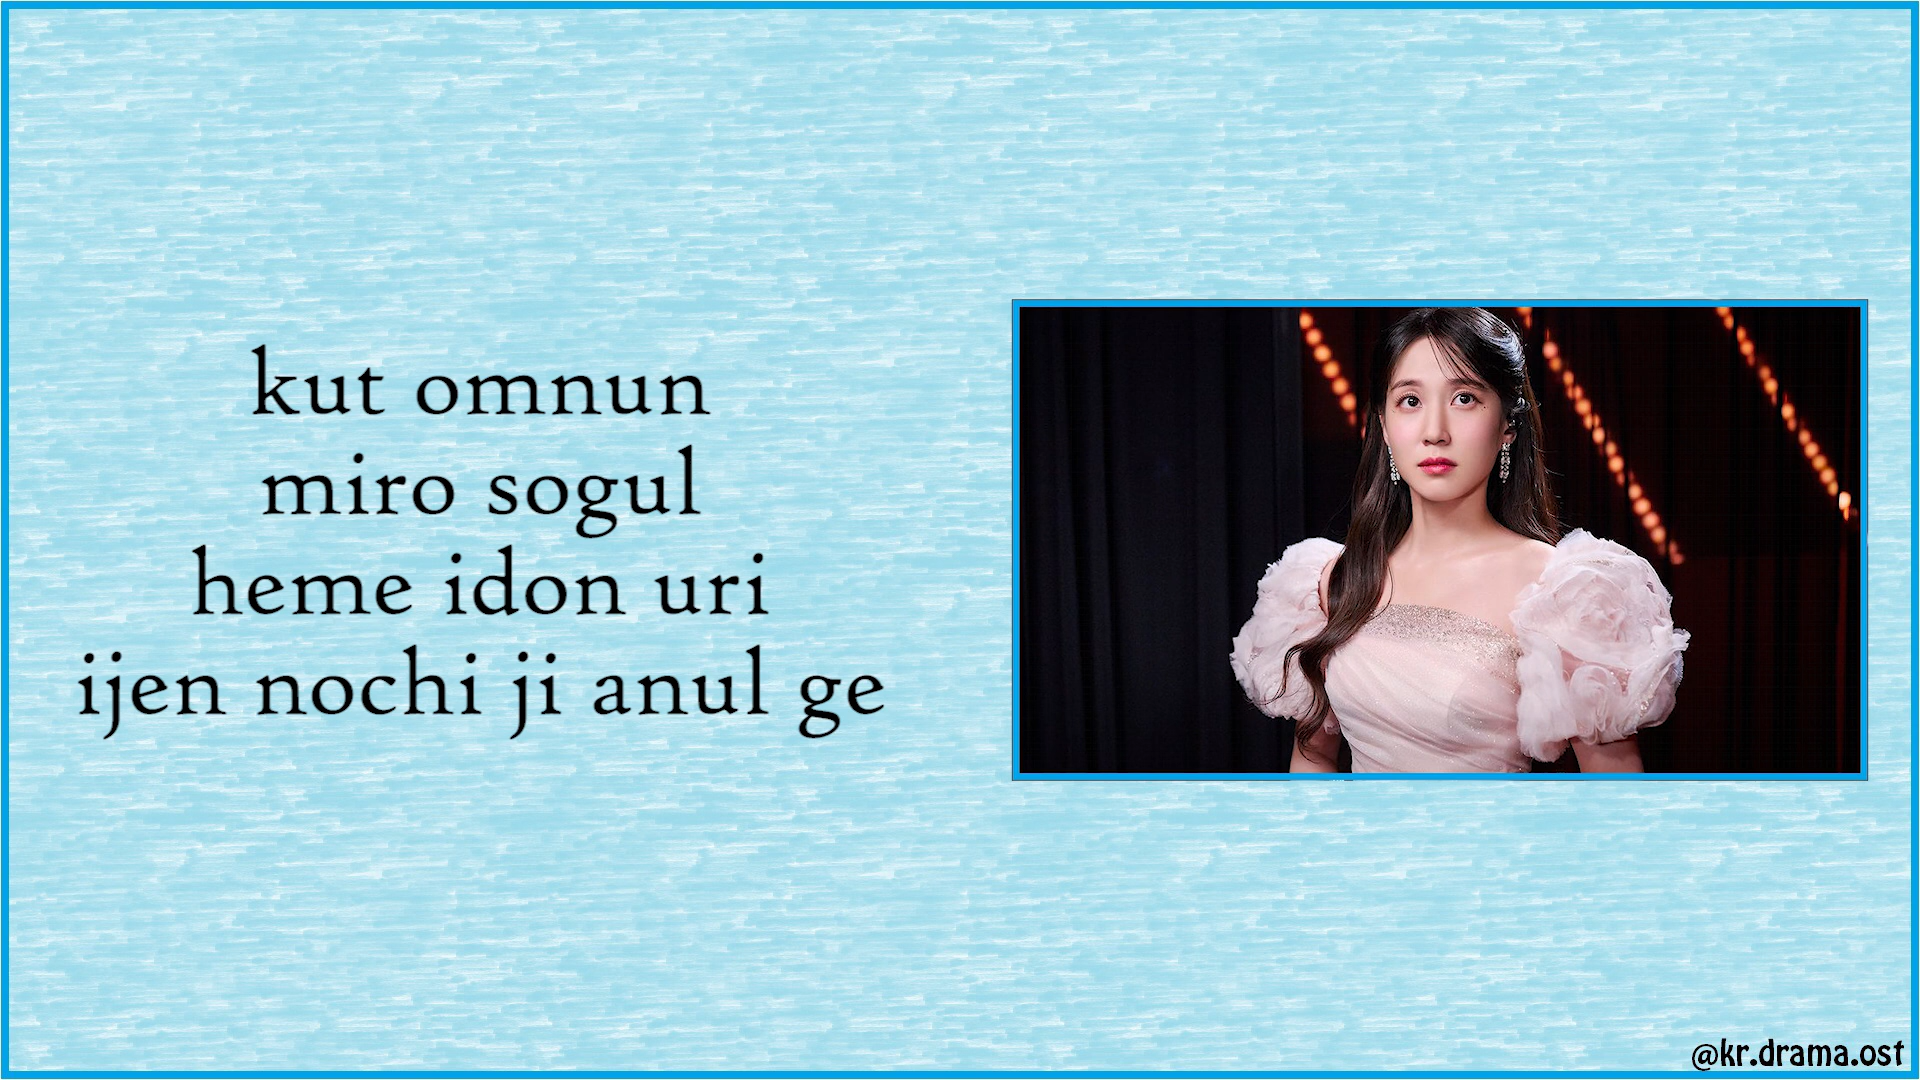 kut omnun
miro sogul
heme idon uri
ijen nochi ji anul ge
@kr.drama.ost